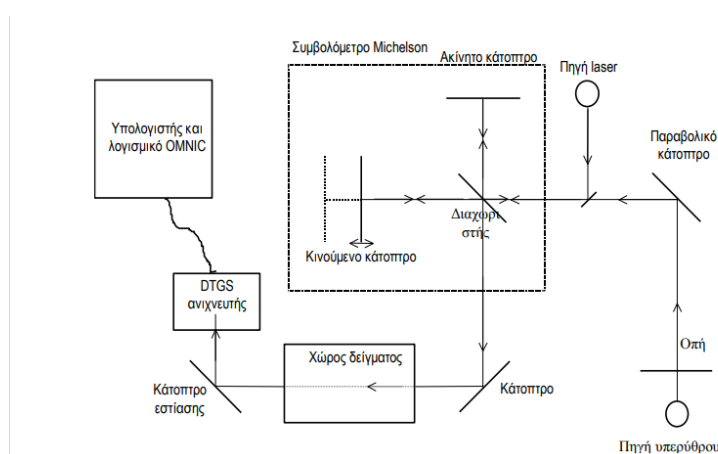 Συμβολόμετρο Michelson
Ακίνητο κάτοπτρο
Πηγή laser
Υπολογιστής και
λογισμικό OMNIC
Παραβολικό
κάτοπτρο
Διαχωρι
στής
Κινούμενο κάτοπτρο
DTGS
ανιχνευτής
Χώρος δείγματος
Οπή
Κάτοπτρο
εστίασης
Κάτοπτρο
Πηγή υπερύθρου